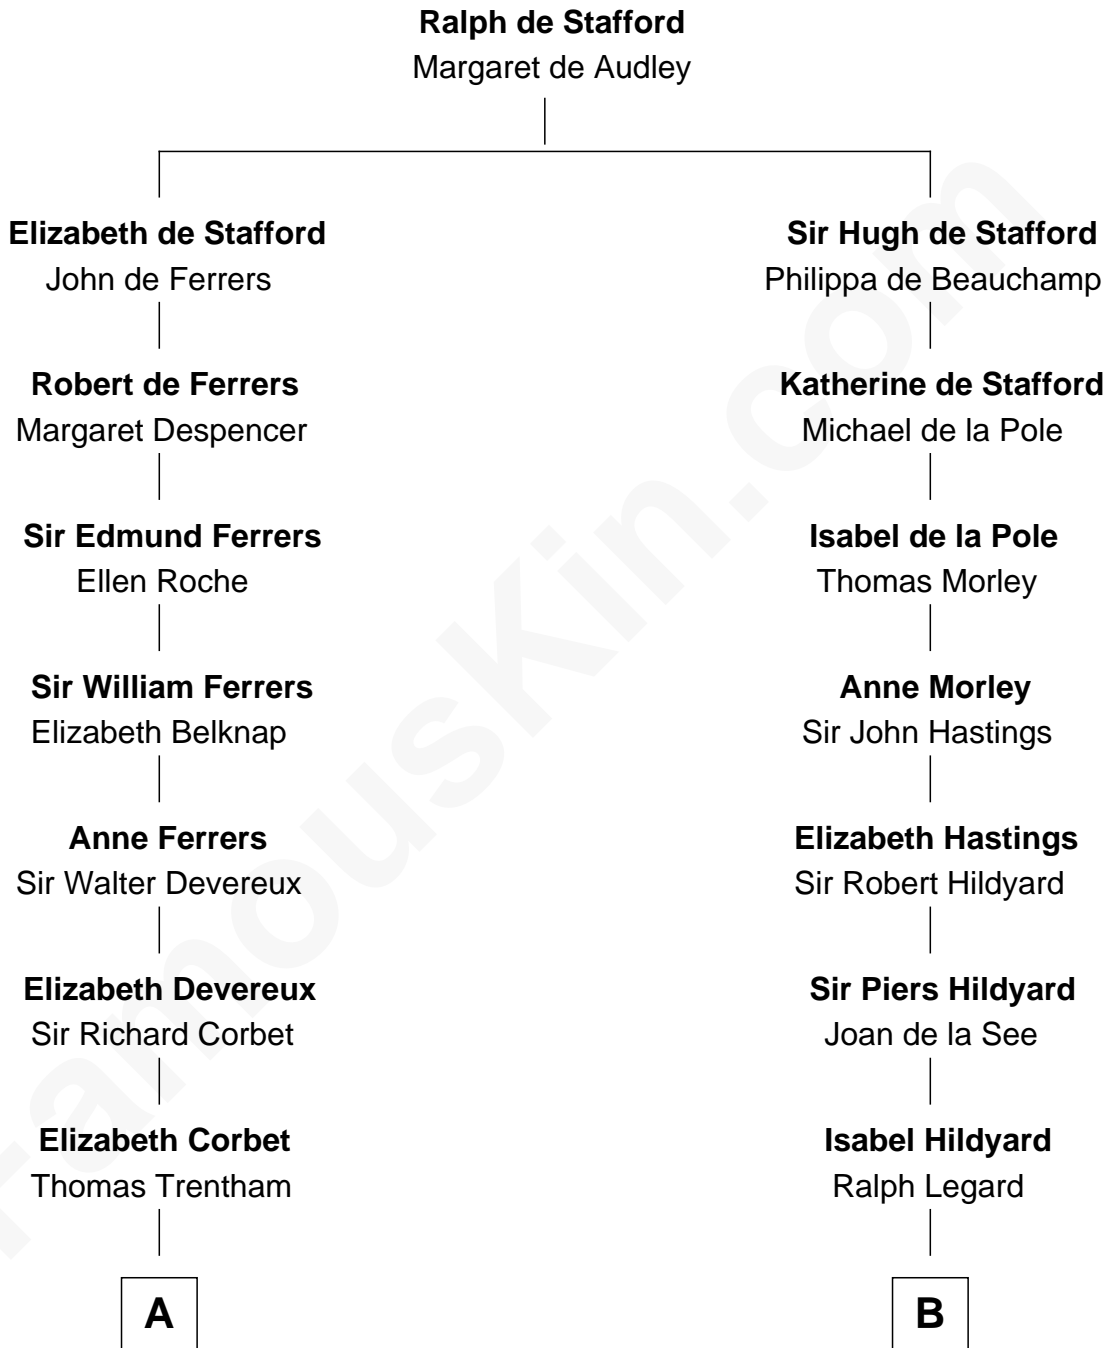 Ralph de Stafford
Margaret de Audley
Elizabeth de Stafford
John de Ferrers
Sir Hugh de Stafford
Philippa de Beauchamp
Robert de Ferrers
Margaret Despencer
Katherine de Stafford
Michael de la Pole
Sir Edmund Ferrers
Ellen Roche
Isabel de la Pole
Thomas Morley
Sir William Ferrers
Elizabeth Belknap
Anne Morley
Sir John Hastings
Anne Ferrers
Sir Walter Devereux
Elizabeth Hastings
Sir Robert Hildyard
Elizabeth Devereux
Sir Richard Corbet
Sir Piers Hildyard
Joan de la See
Elizabeth Corbet
Thomas Trentham
Isabel Hildyard
Ralph Legard
A
B
FamousKin.com